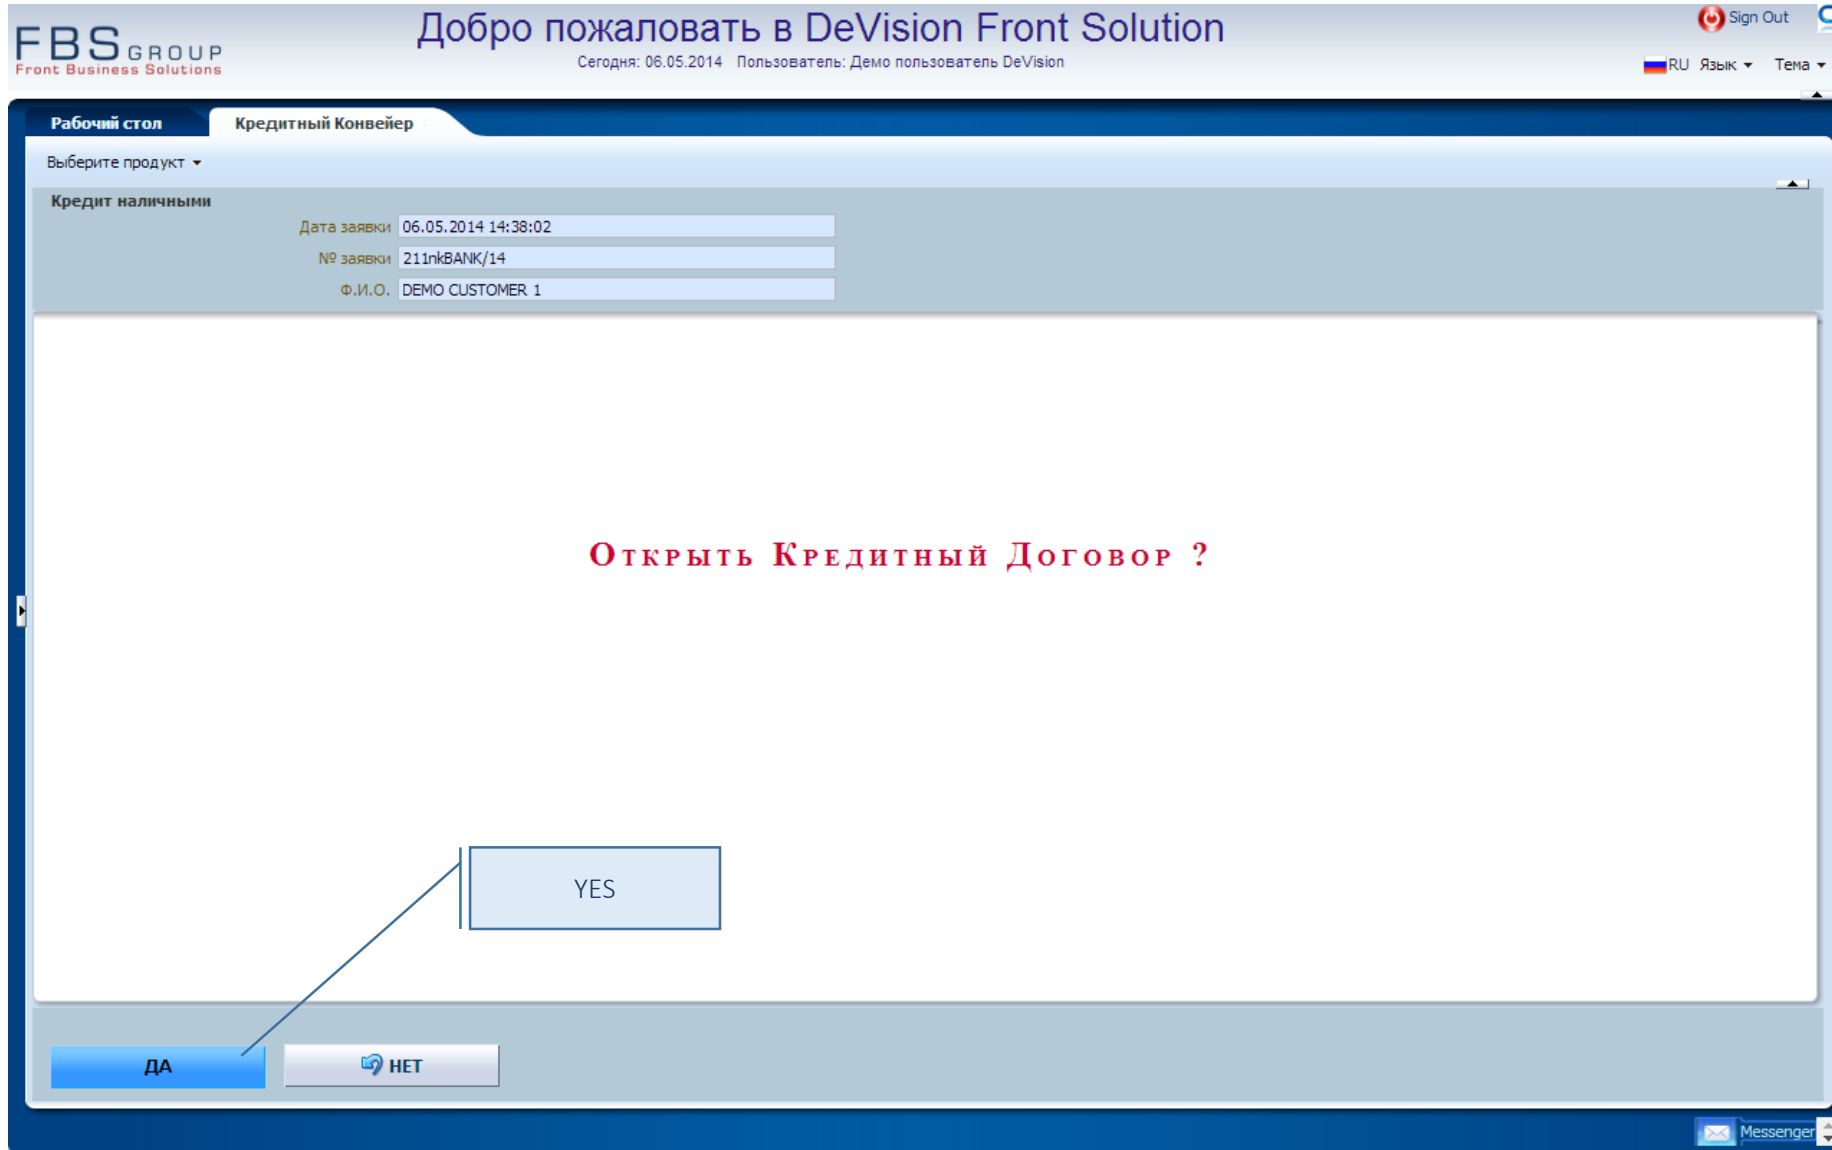 FBS GROUP
Front Business Solutions
Добро пожаловать в DeVision Front Solution
Сегодня: 06.05.2014 Пользователь: Демо пользователь DeVision
Sign Out
RU Язык Тема
Рабочий стол Кредитный Конвейер
Выберите продукт
Кредит наличными
Дата заявки 06.05.2014 14:38:02
№ заявки 211nkBANK/14
Ф.И.О. DEMO CUSTOMER 1
Открыть Кредитный Договор ?
YES
ДА НЕТ
Messenger